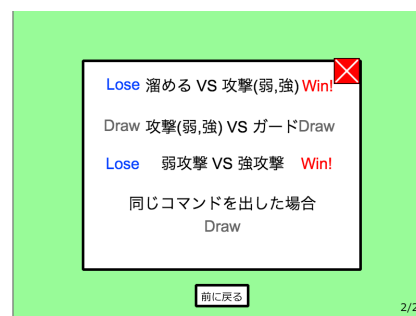 Lose 溜める VS 攻撃(弱,強) Win!
Draw 攻撃(弱,強) VS ガード Draw
Lose 弱攻撃 VS 強攻撃 Win!
同じコマンドを出した場合
Draw
前に戻る
2/2